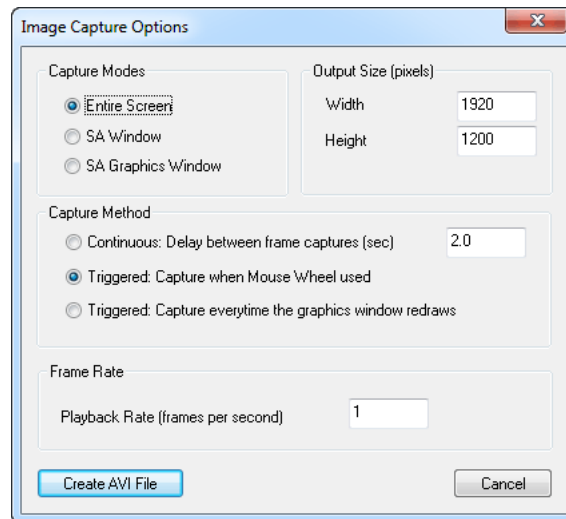 Image Capture Options
Capture Modes
Entire Screen
SA Window
SA Graphics Window
Output Size (pixels)
Width 1920
Height 1200
Capture Method
Continuous: Delay between frame captures (sec) 2.0
Triggered: Capture when Mouse Wheel used
Triggered: Capture everytime the graphics window redraws
Frame Rate
Playback Rate (frames per second) 1
Create AVI File
Cancel